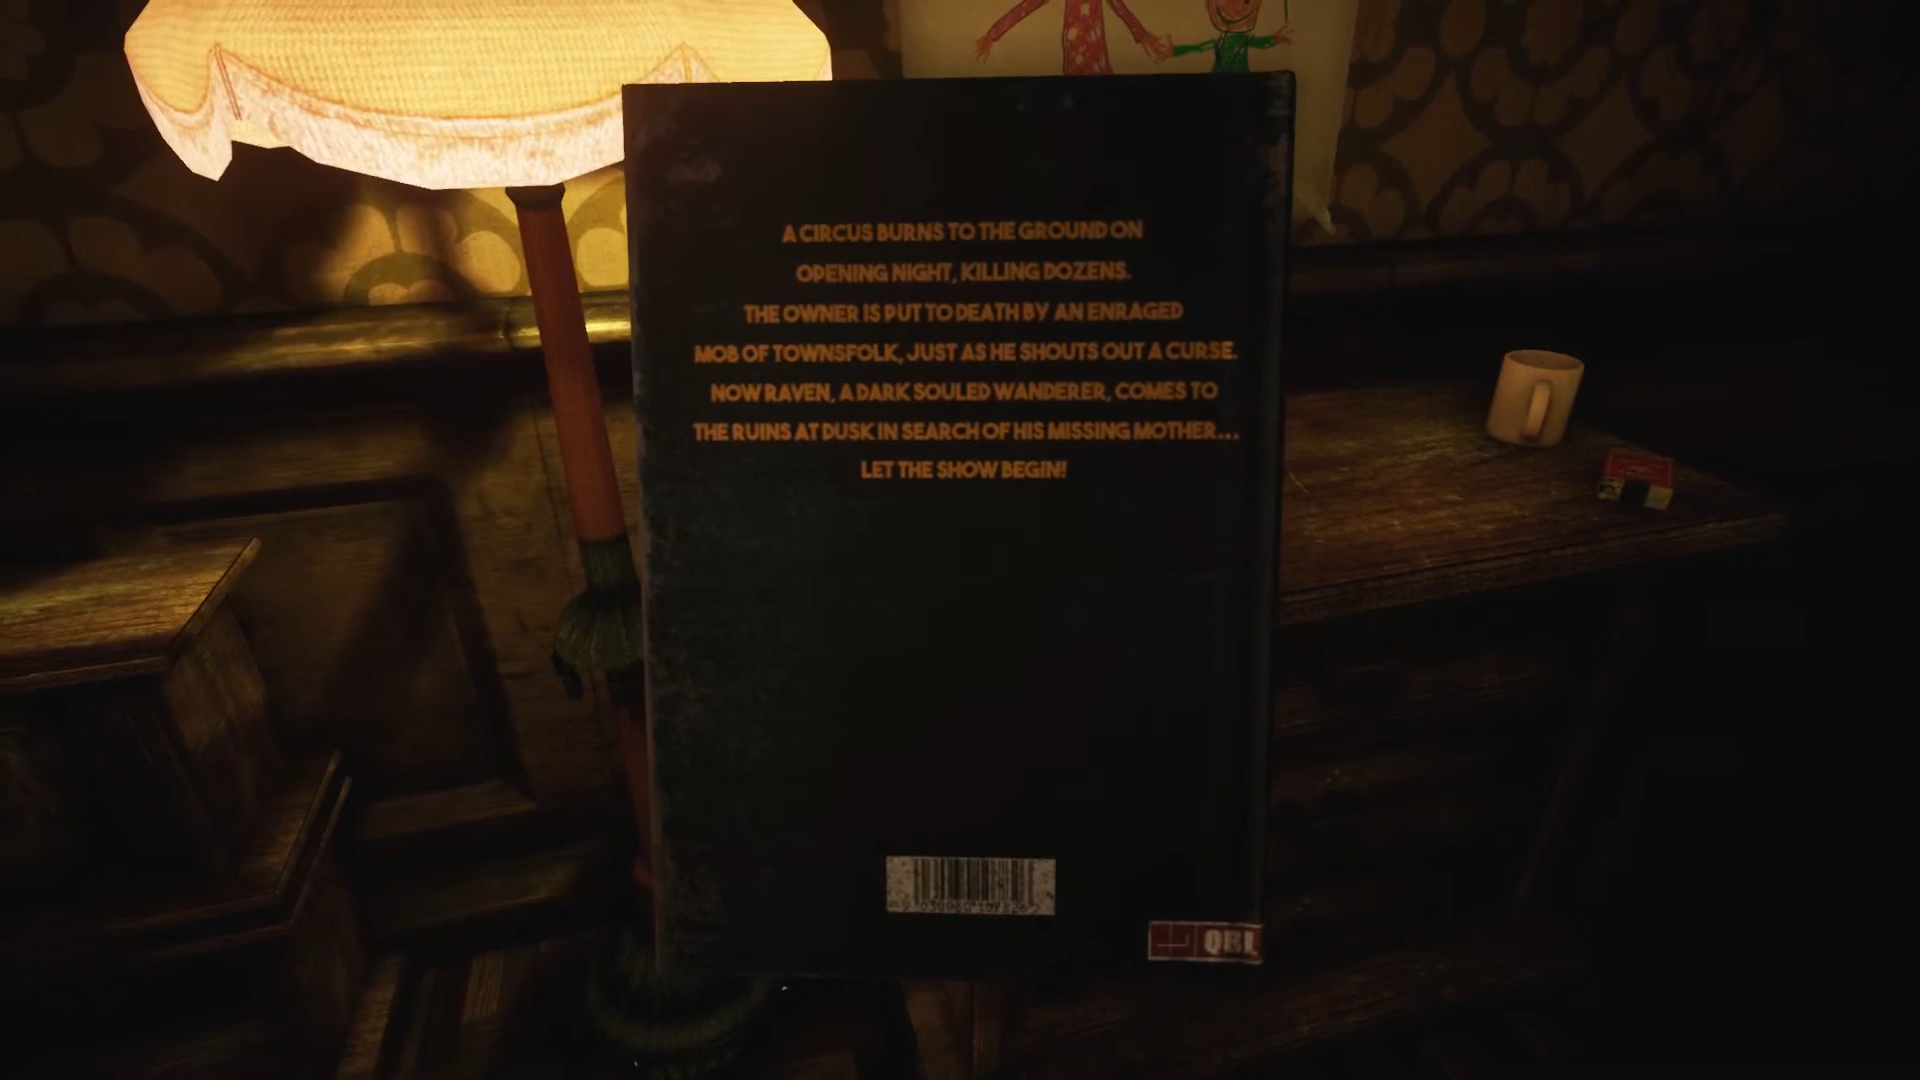 A CIRCUS BURNS TO THE GROUND ON
OPENING NIGHT, KILLING DOZENS.
THE OWNER IS PUT TO DEATH BY AN ENRAGED
MOB OF TOWNSFOLK, JUST AS HE SHOUTS OUT A CURSE.
NOW RAVEN, A DARK SOULED WANDERER, COMES TO
THE RUINS AT DUSK IN SEARCH OF HIS MISSING MOTHER...
LET THE SHOW BEGIN!